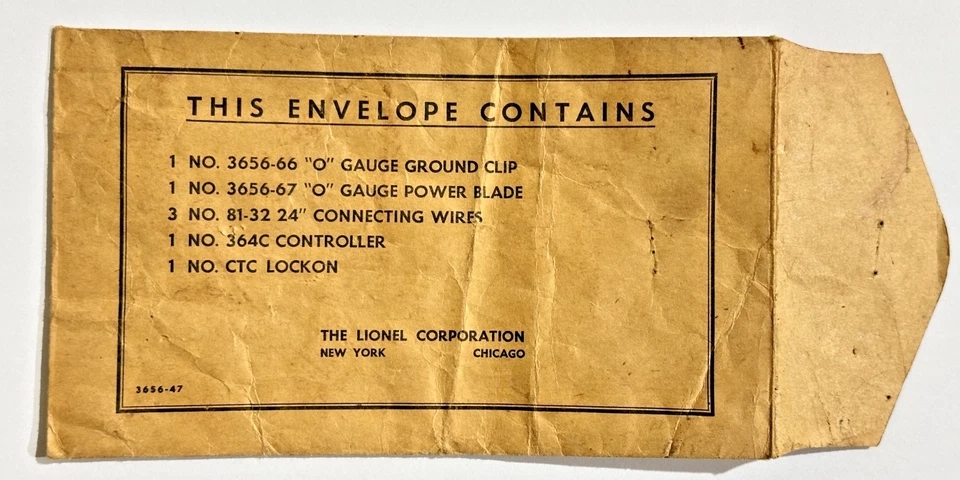 THIS ENVELOPE CONTAINS
1 NO. 3656-66 "O" GAUGE GROUND CLIP
1 NO. 3656-67 "O" GAUGE POWER BLADE
3 NO. 81-32 24" CONNECTING WIRES
1 NO. 364C CONTROLLER
1 NO. CTC LOCKON
THE LIONEL CORPORATION
NEW YORK CHICAGO
3656-47